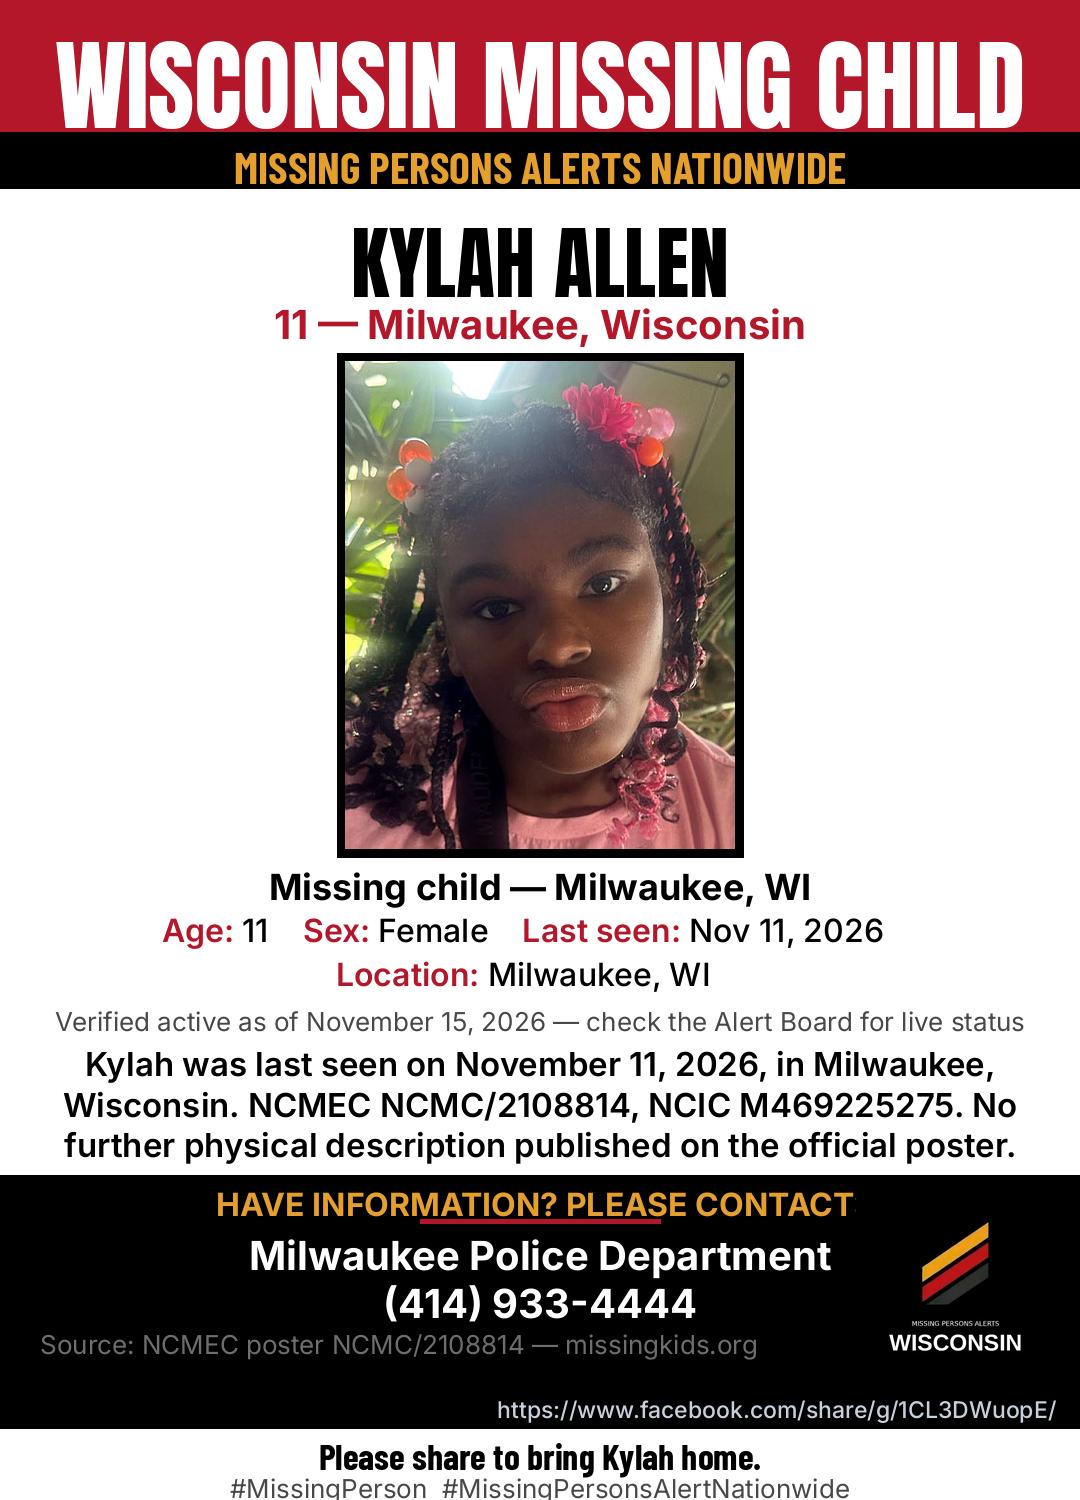 WISCONSIN MISSING CHILD
MISSING PERSONS ALERTS NATIONWIDE
KYLAH ALLEN
11 — Milwaukee, Wisconsin
Missing child — Milwaukee, WI
Age: 11 Sex: Female Last seen: Nov 11, 2026
Location: Milwaukee, WI
Verified active as of November 15, 2026 — check the Alert Board for live status
Kylah was last seen on November 11, 2026, in Milwaukee,
Wisconsin. NCMEC NCMC/2108814, NCIC M469225275. No
further physical description published on the official poster.
HAVE INFORMATION? PLEASE CONTACT:
Milwaukee Police Department
(414) 933-4444
Source: NCMEC poster NCMC/2108814 — missingkids.org
MISSING PERSONS ALERTS
WISCONSIN
https://www.facebook.com/share/g/1CL3DWuopE/
Please share to bring Kylah home.
#MissingPerson #MissingPersonsAlertNationwide